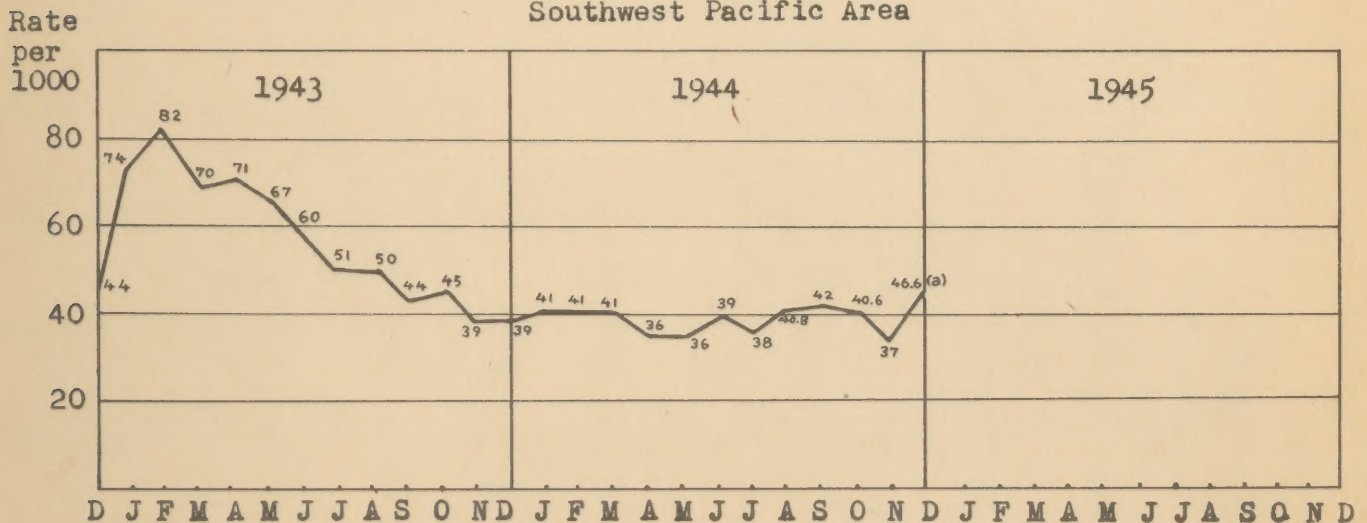 Southwest Pacific Area
Rate
per
1000
1943 1944 1945
80
60
40
20
44 74 82 70 71 67 60 51 50 44 45 39 39 41 41 41 36 36 39 38 40.8 42 40.6 37 46.6 (a)
D J F M A M J J A S O N D J F M A M J J A S O N D J F M A M J J A S O N D